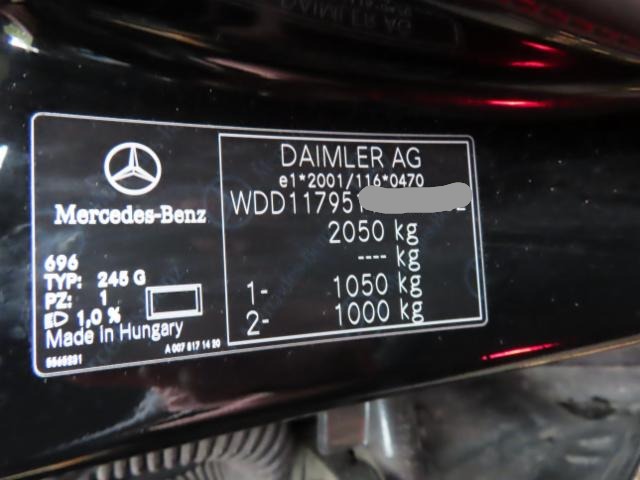 Mercedes-Benz
696
TYP: 245 G
PZ: 1
1,0 %
Made in Hungary
A 007 817 14 20
DAIMLER AG
e1*2001/116*0470
WDD11795
2050 kg
---- kg
1- 1050 kg
2- 1000 kg